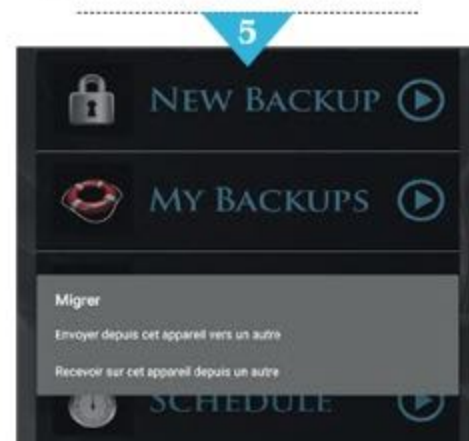 5
NEW BACKUP
MY BACKUPS
Migrer
Envoyer depuis cet appareil vers un autre
Recevoir sur cet appareil depuis un autre
SCHEDULE